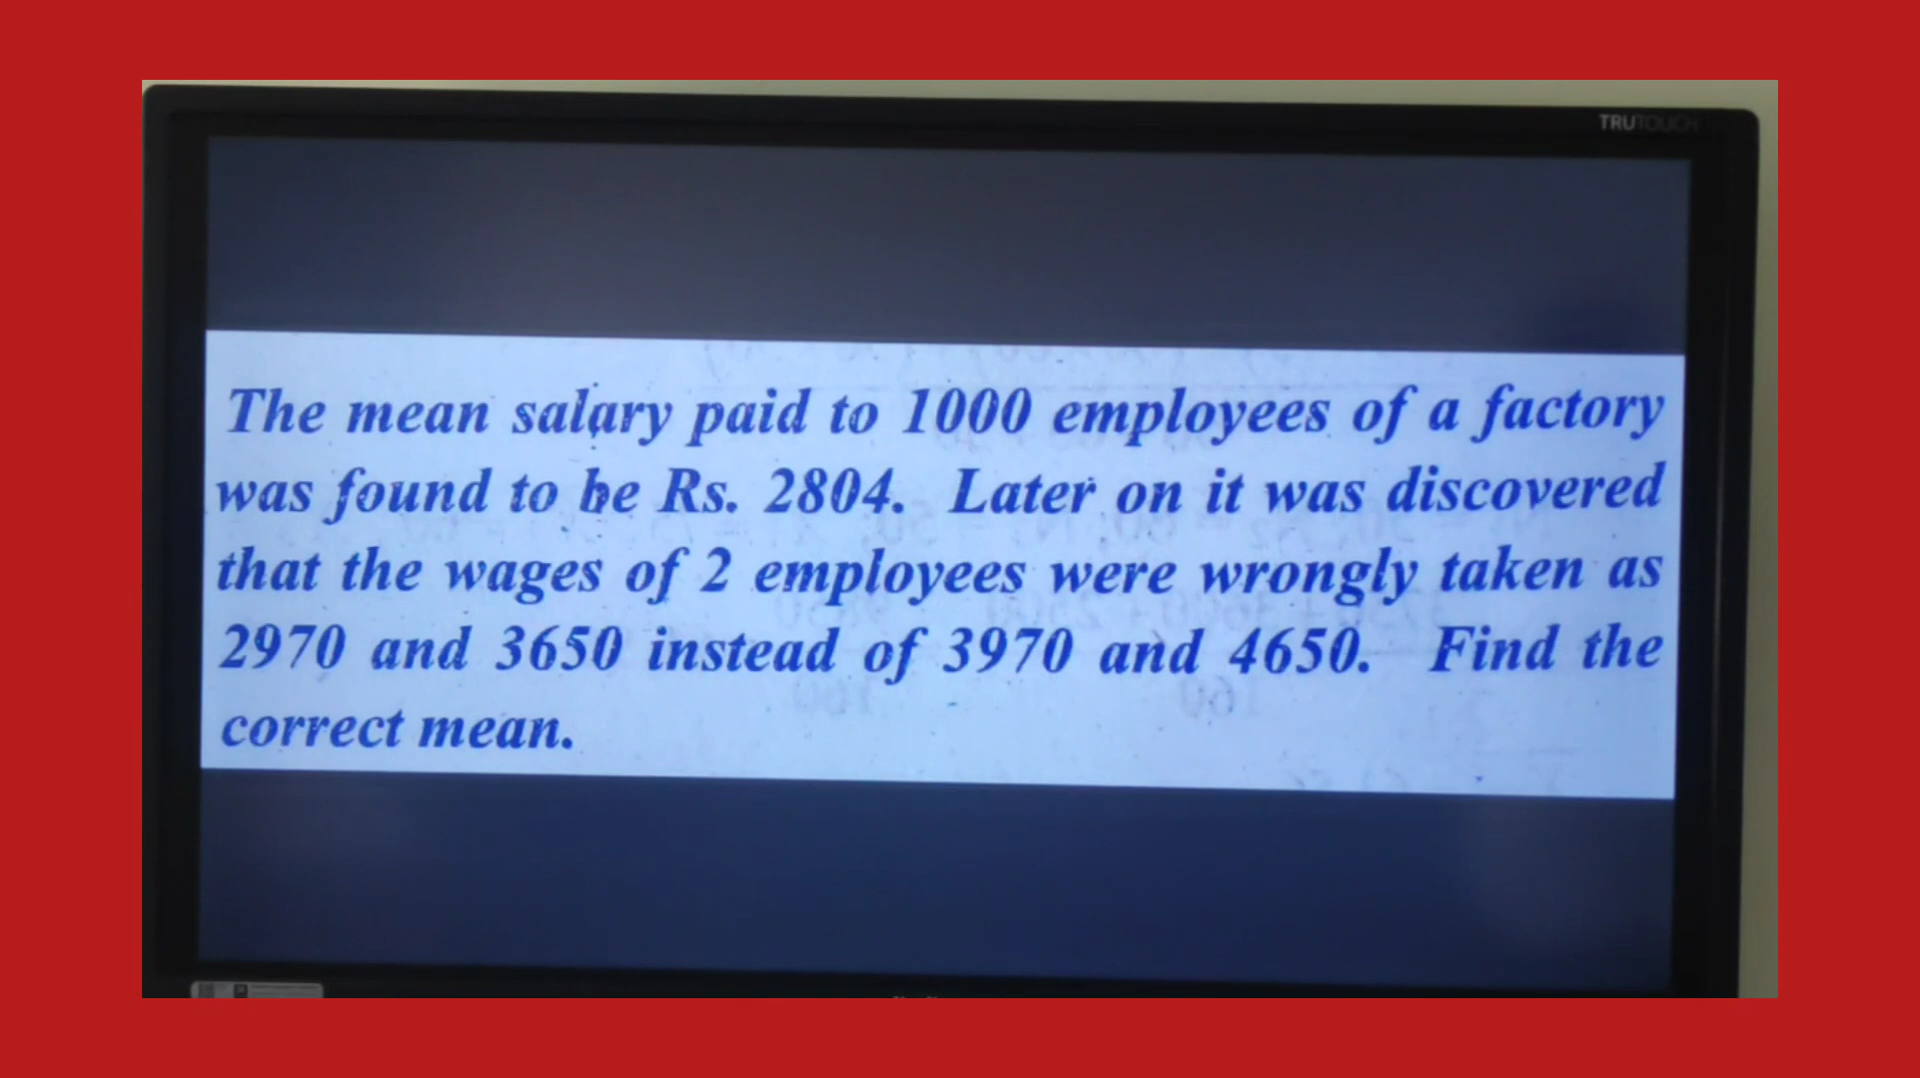 TRUTOUCH
The mean salary paid to 1000 employees of a factory
was found to be Rs. 2804. Later on it was discovered
that the wages of 2 employees were wrongly taken as
2970 and 3650 instead of 3970 and 4650. Find the
correct mean.